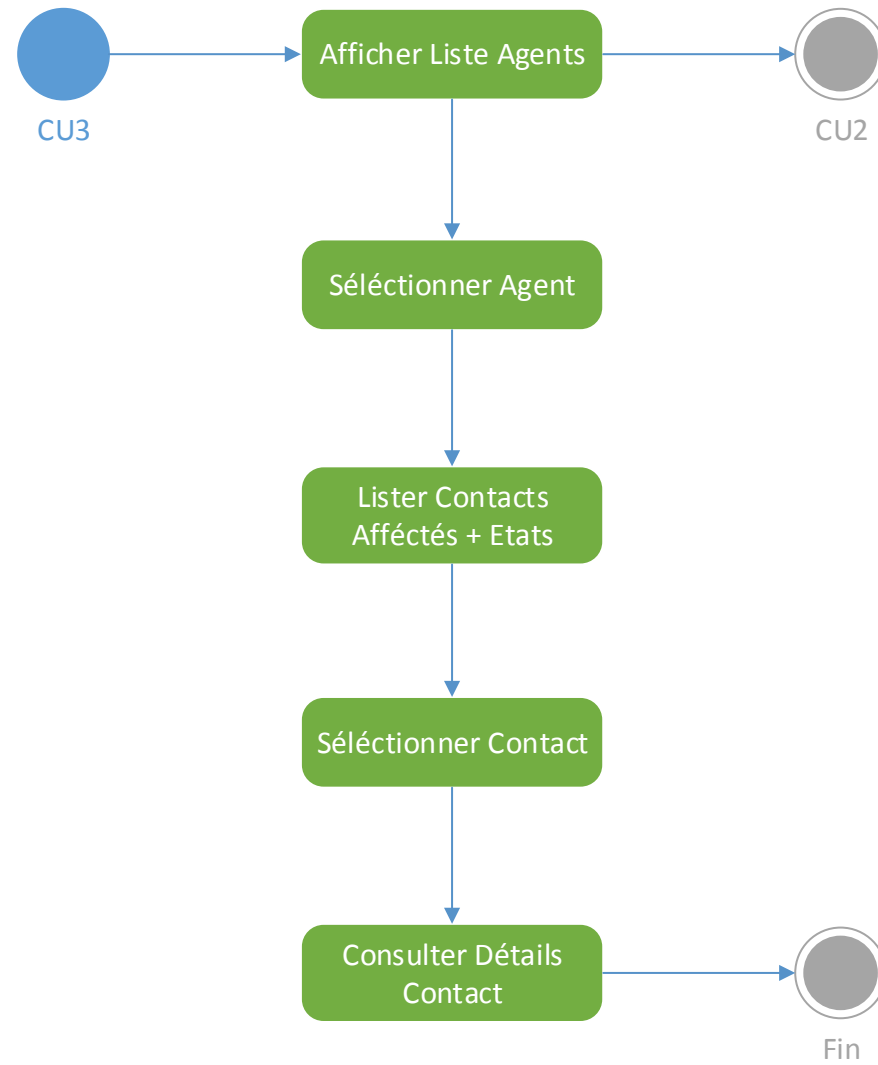 Afficher Liste Agents
CU3
CU2
Séléctionner Agent
Lister Contacts
Afféctés + Etats
Séléctionner Contact
Consulter Détails
Contact
Fin